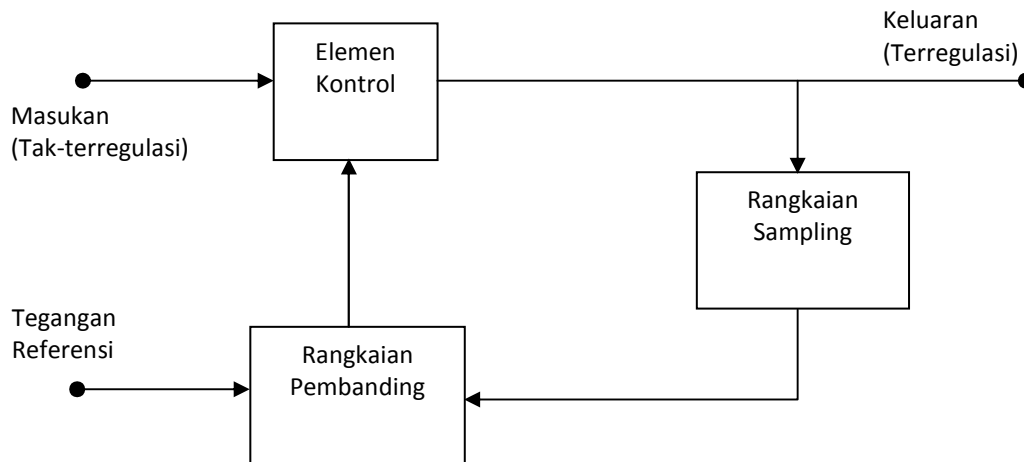 Elemen
Kontrol
Keluaran
(Terregulasi)
Masukan
(Tak-terregulasi)
Rangkaian
Sampling
Tegangan
Referensi
Rangkaian
Pembanding